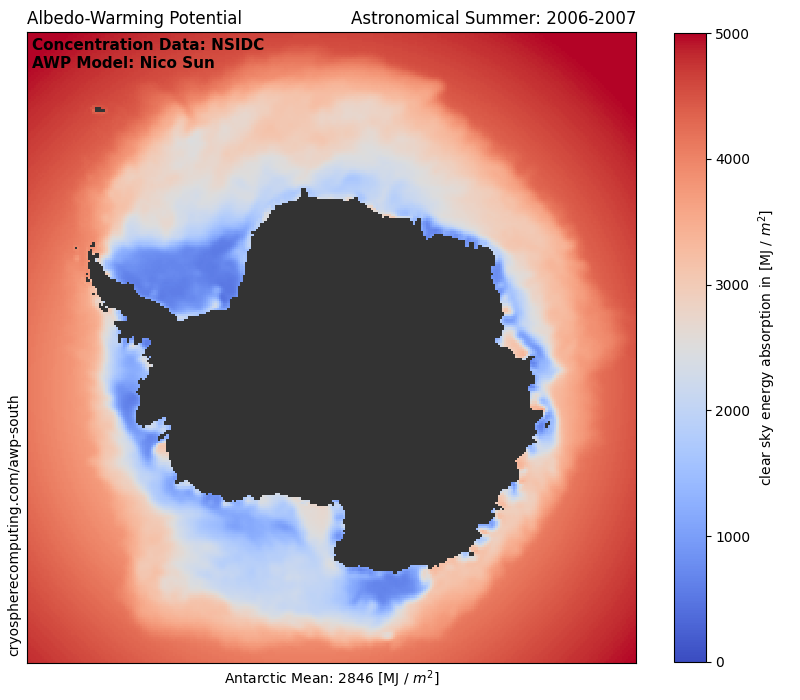 Albedo-Warming Potential
Astronomical Summer: 2006-2007
Concentration Data: NSIDC
AWP Model: Nico Sun
cryospherecomputing.com/awp-south
Antarctic Mean: 2846 [MJ / m²]
5000
4000
3000
2000
1000
0
clear sky energy absorption in [MJ / m²]